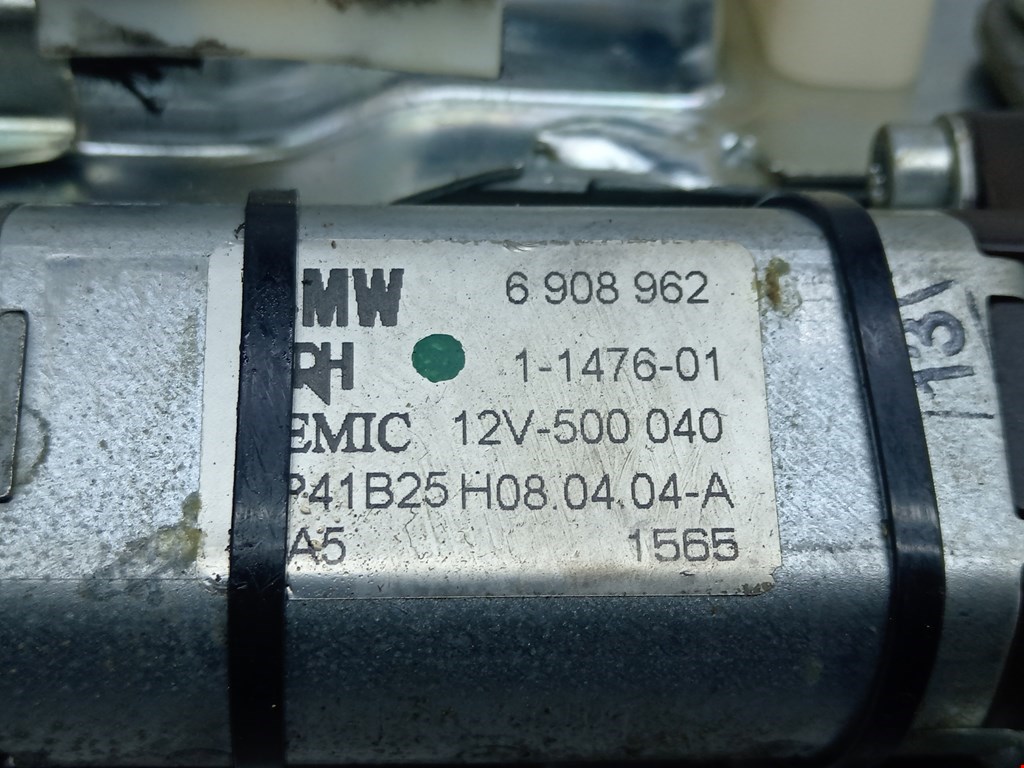 MW 6 908 962
RH 1-1476-01
EMIC 12V-500 040
P41B25 H08.04.04-A
A5 1565
131